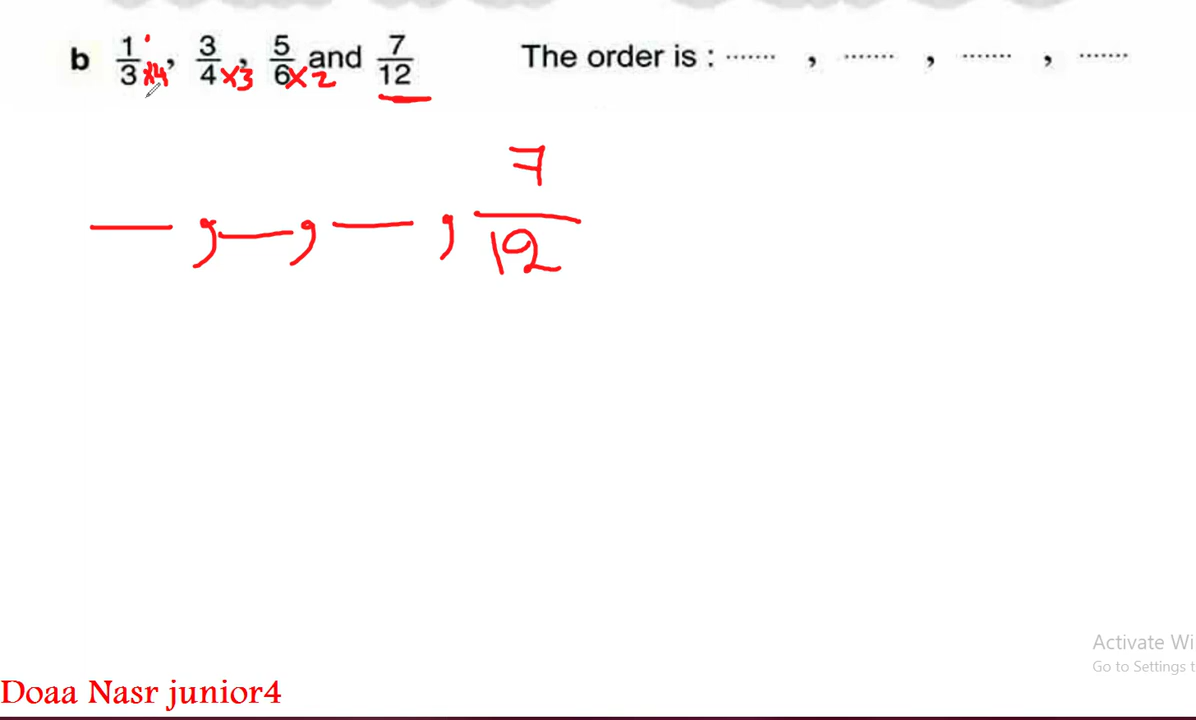 b 1/3 ×4, 3/4 ×3, 5/6 ×2 and 7/12 The order is : ....... , ....... , ....... , .......
— , — , — , 7/12
Activate Wi
Go to Settings t
Doaa Nasr junior4